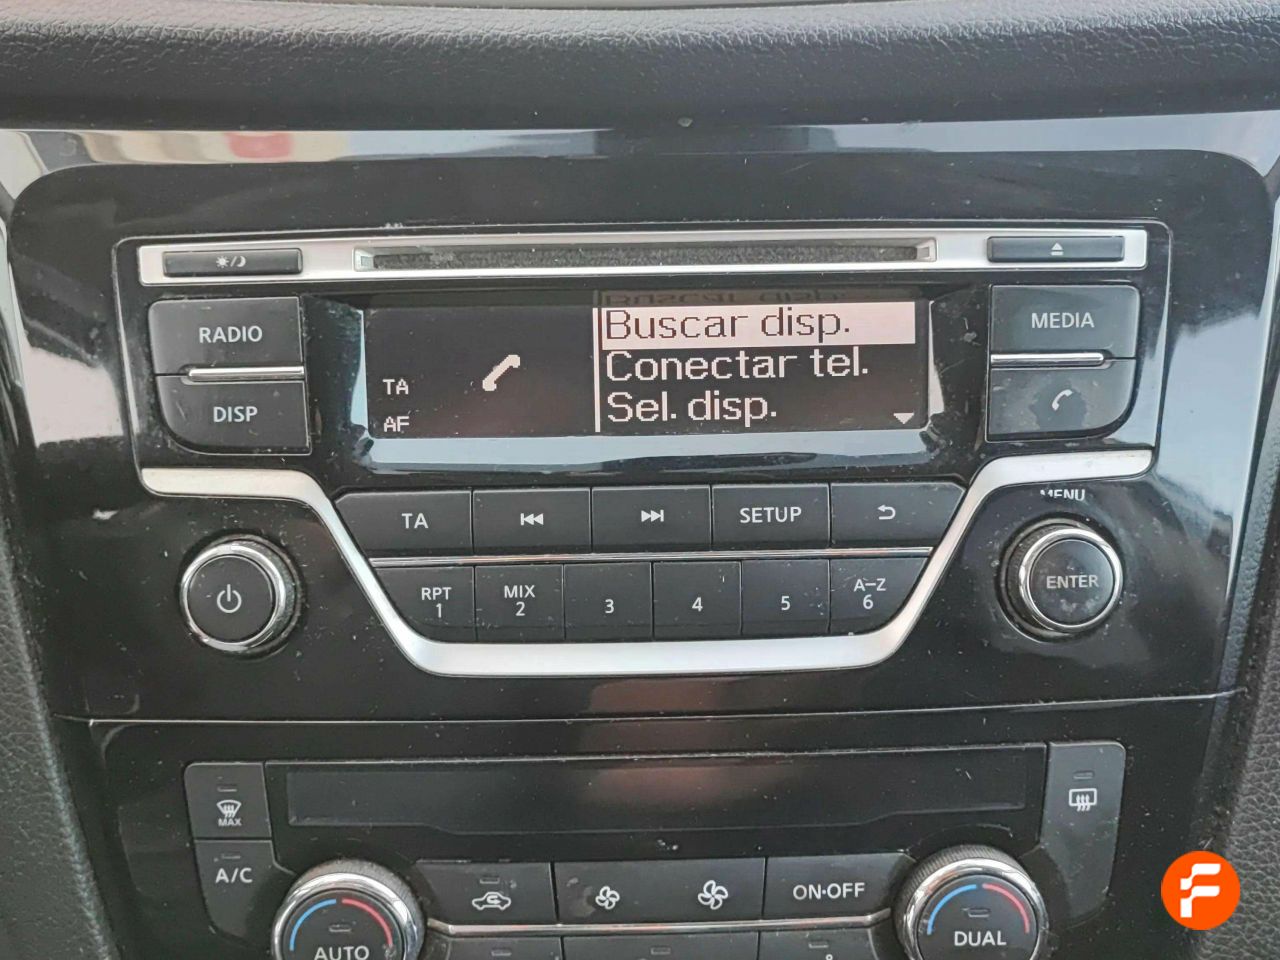 RADIO
DISP
TA
AF
Buscar disp.
Conectar tel.
Sel. disp.
MEDIA
TA
SETUP
MENU
RPT
1
MIX
2
3
4
5
A-Z
6
ENTER
MAX
A/C
AUTO
ON·OFF
DUAL